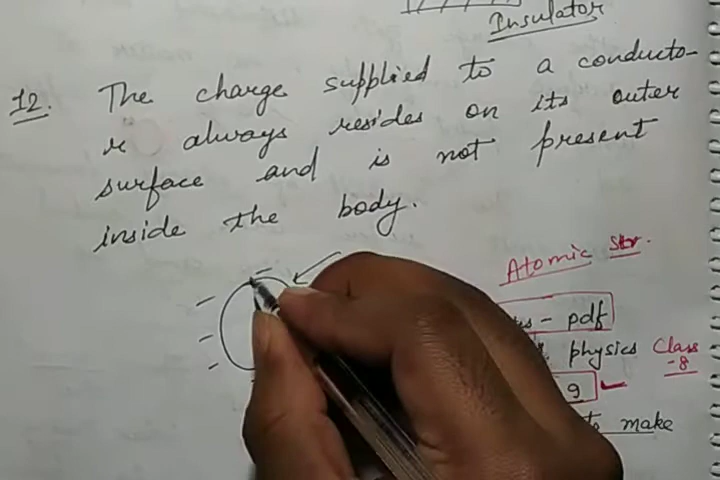 Insulator
12. The charge supplied to a conducto-
r always resides on its outer
surface and is not present
inside the body.
Atomic Str.
- pdf
physics Class
-8
9
to make